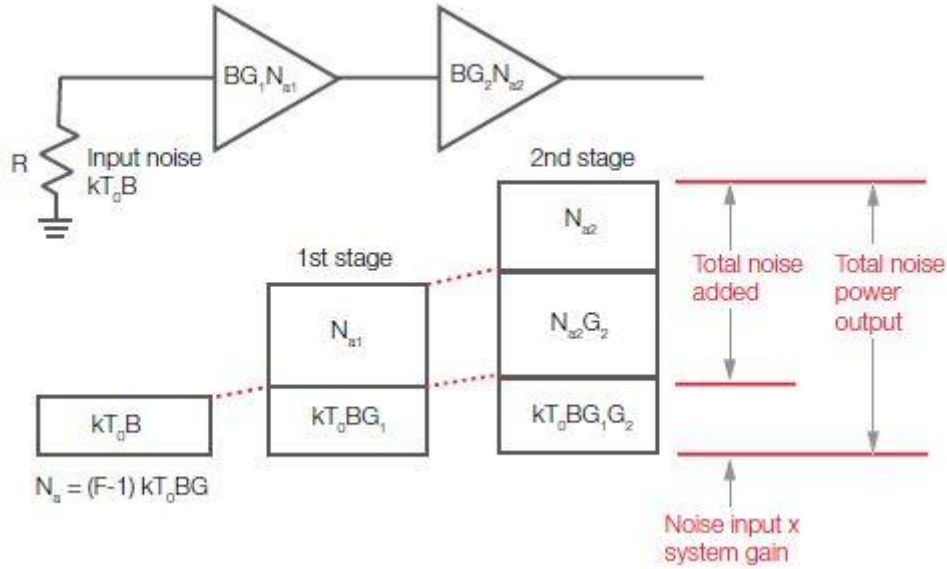 BG₁Nₐ₁
BG₂Nₐ₂
R
Input noise
kT₀B
2nd stage
1st stage
Nₐ₂
Nₐ₂G₂
kT₀BG₁G₂
Nₐ₁
kT₀BG₁
kT₀B
Nₐ = (F-1) kT₀BG
Total noise
added
Total noise
power
output
Noise input x
system gain